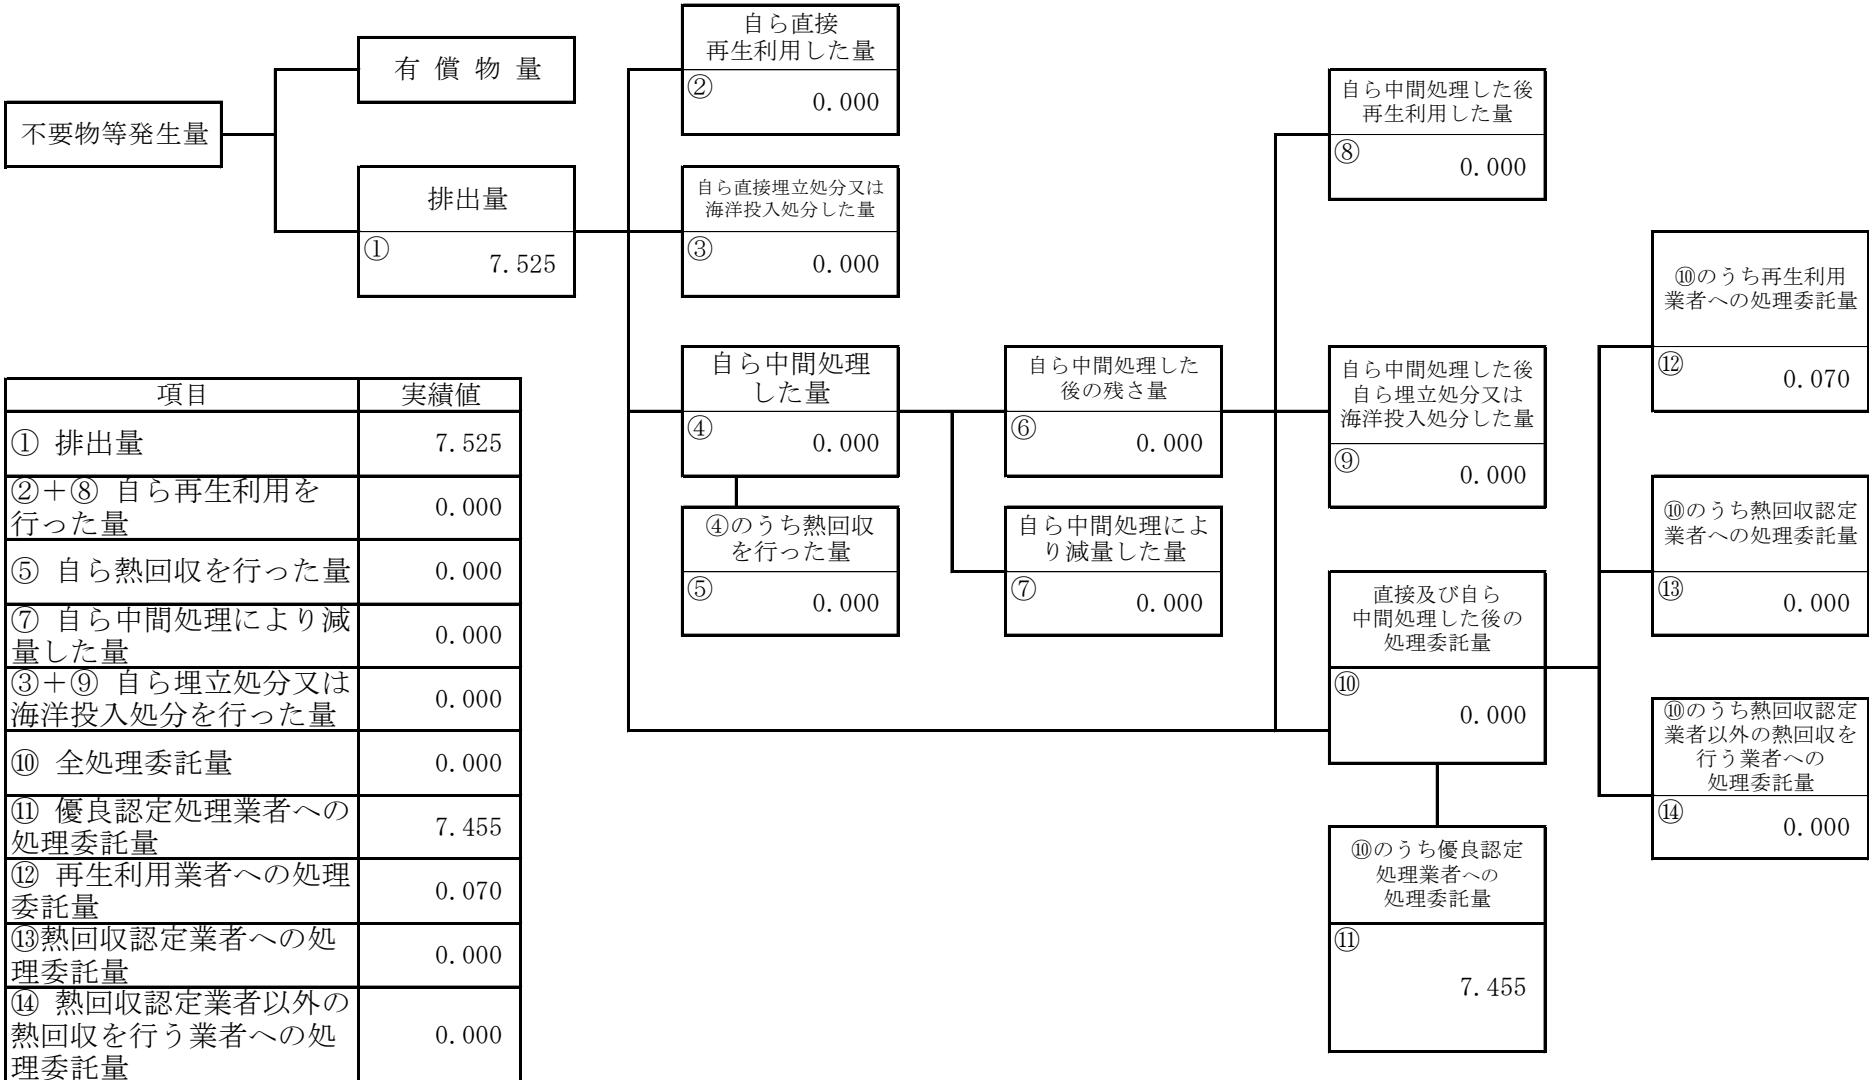 自ら直接
再生利用した量
② 0.000
有 償 物 量
不要物等発生量
排出量
① 7.525
自ら直接埋立処分又は
海洋投入処分した量
③ 0.000
自ら中間処理した後
再生利用した量
⑧ 0.000
自ら中間処理
した量
④ 0.000
自ら中間処理した
後の残さ量
⑥ 0.000
自ら中間処理した後
自ら埋立処分又は
海洋投入処分した量
⑨ 0.000
⑩のうち再生利用
業者への処理委託量
⑫ 0.070
④のうち熱回収
を行った量
⑤ 0.000
自ら中間処理によ
り減量した量
⑦ 0.000
直接及び自ら
中間処理した後の
処理委託量
⑩ 0.000
⑩のうち熱回収認定
業者への処理委託量
⑬ 0.000
⑩のうち熱回収認定
業者以外の熱回収を
行う業者への
処理委託量
⑭ 0.000
⑩のうち優良認定
処理業者への
処理委託量
⑪ 7.455
項目 実績値
① 排出量 7.525
②＋⑧ 自ら再生利用を
行った量 0.000
⑤ 自ら熱回収を行った量 0.000
⑦ 自ら中間処理により減
量した量 0.000
③＋⑨ 自ら埋立処分又は
海洋投入処分を行った量 0.000
⑩ 全処理委託量 0.000
⑪ 優良認定処理業者への
処理委託量 7.455
⑫ 再生利用業者への処理
委託量 0.070
⑬熱回収認定業者への処
理委託量 0.000
⑭ 熱回収認定業者以外の
熱回収を行う業者への処
理委託量 0.000